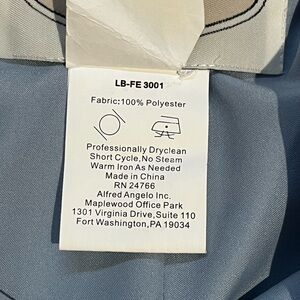 LB-FE 3001
Fabric:100% Polyester
Professionally Dryclean
Short Cycle,No Steam
Warm Iron As Needed
Made in China
RN 24766
Alfred Angelo Inc.
Maplewood Office Park
1301 Virginia Drive,Suite 110
Fort Washington,PA 19034